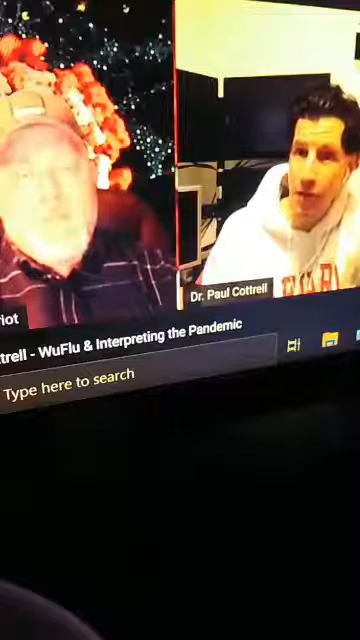 iot
Dr. Paul Cottrell
trell - WuFlu & Interpreting the Pandemic
Type here to search